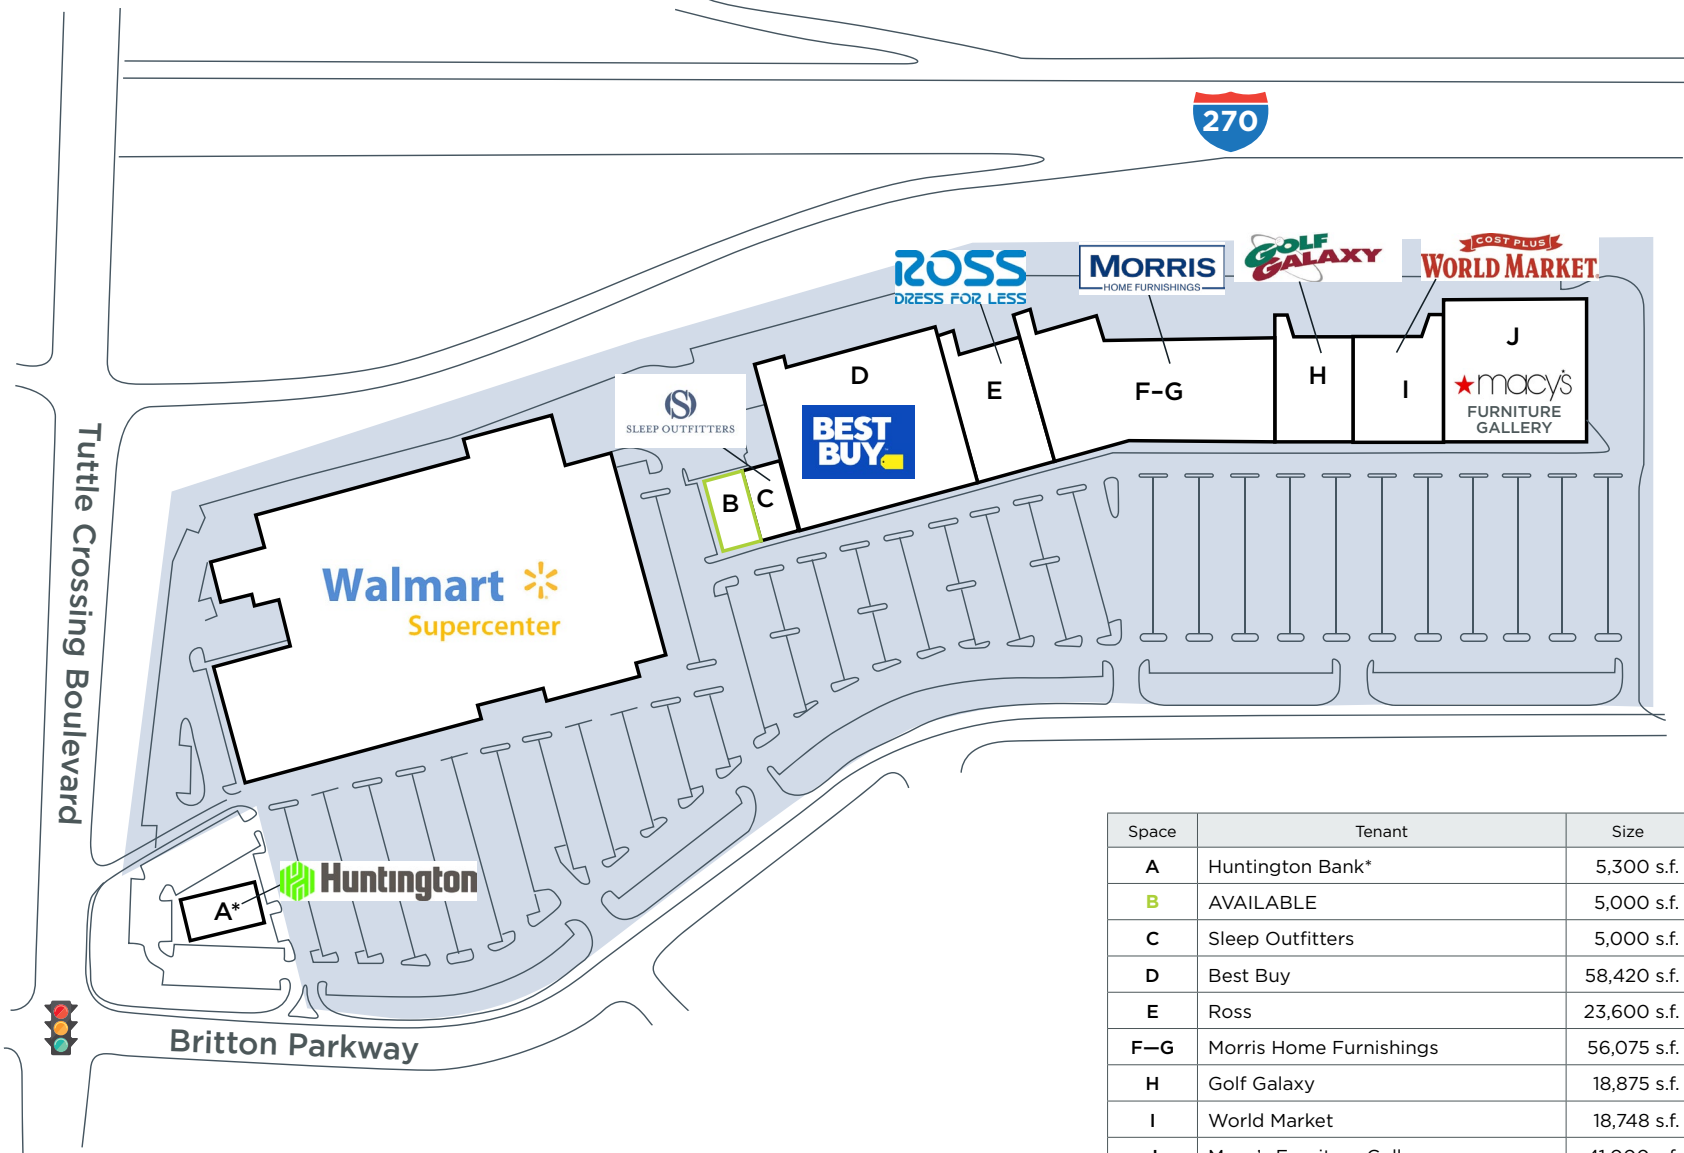 270
ROSS
DRESS FOR LESS
MORRIS
HOME FURNISHINGS
GOLF
GALAXY
COST PLUS
WORLD MARKET
J
macy's
FURNITURE
GALLERY
D
BEST
BUY
E
F-G
H
I
S
SLEEP OUTFITTERS
B
C
Walmart
Supercenter
Tuttle Crossing Boulevard
Huntington
A*
Britton Parkway
Space Tenant Size
A Huntington Bank* 5,300 s.f.
B AVAILABLE 5,000 s.f.
C Sleep Outfitters 5,000 s.f.
D Best Buy 58,420 s.f.
E Ross 23,600 s.f.
F—G Morris Home Furnishings 56,075 s.f.
H Golf Galaxy 18,875 s.f.
I World Market 18,748 s.f.